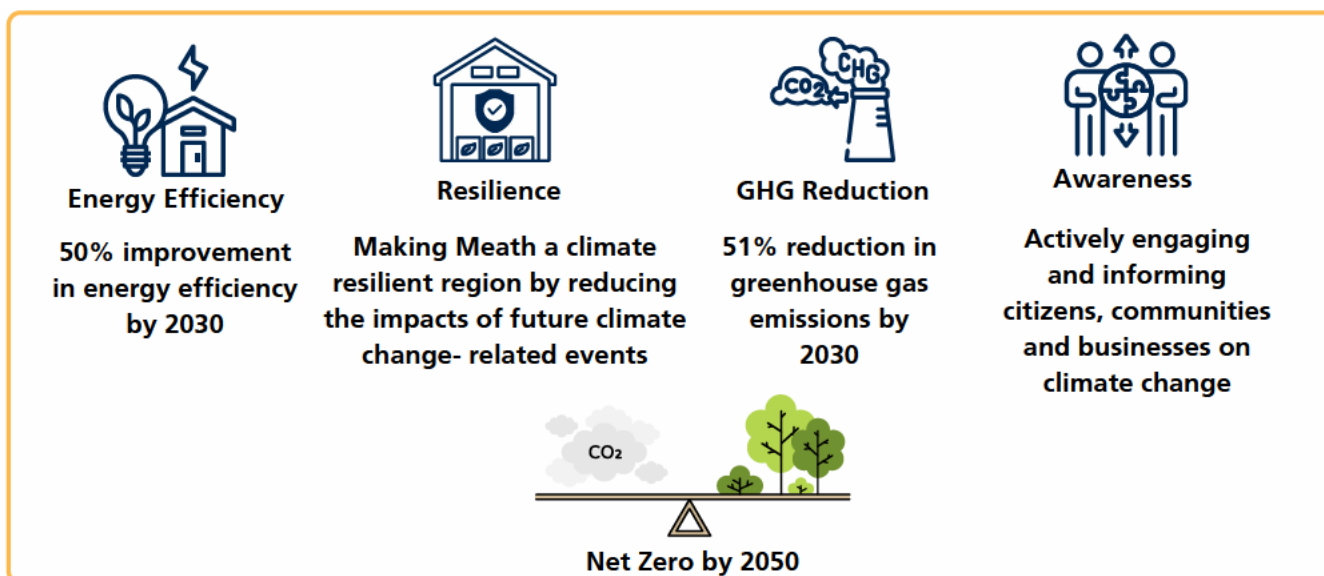 CO2
CHG
Energy Efficiency
50% improvement
in energy efficiency
by 2030
Resilience
Making Meath a climate
resilient region by reducing
the impacts of future climate
change- related events
GHG Reduction
51% reduction in
greenhouse gas
emissions by
2030
Awareness
Actively engaging
and informing
citizens, communities
and businesses on
climate change
CO₂
Net Zero by 2050